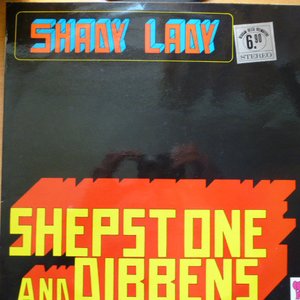 SHADY LADY
6.90
STEREO
SHEPSTONE
AND DIBBENS